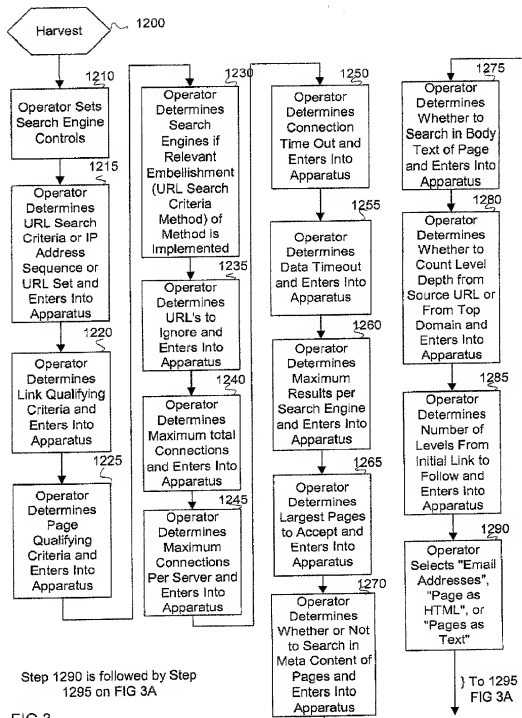 Harvest
1200
1210
Operator Sets
Search Engine
Controls
1215
Operator
Determines
URL Search
Criteria or IP
Address
Sequence or
URL Set and
Enters Into
Apparatus
1220
Operator
Determines
Link Qualifying
Criteria and
Enters Into
Apparatus
1225
Operator
Determines
Page
Qualifying
Criteria and
Enters Into
Apparatus
1230
Operator
Determines
Search
Engines if
Relevant
Embellishment
(URL Search
Criteria
Method) of
Method is
Implemented
1235
Operator
Determines
URL's to
Ignore and
Enters Into
Apparatus
1240
Operator
Determines
Maximum total
Connections
and Enters Into
Apparatus
1245
Operator
Determines
Maximum
Connections
Per Server and
Enters Into
Apparatus
1250
Operator
Determines
Connection
Time Out and
Enters Into
Apparatus
1255
Operator
Determines
Data Timeout
and Enters Into
Apparatus
1260
Operator
Determines
Maximum
Results per
Search Engine
and Enters Into
Apparatus
1265
Operator
Determines
Largest Pages
to Accept and
Enters Into
Apparatus
1270
Operator
Determines
Whether or Not
to Search in
Meta Content of
Pages and
Enters Into
Apparatus
1275
Operator
Determines
Whether to
Search in Body
Text of Page
and Enters Into
Apparatus
1280
Operator
Determines
Whether to
Count Level
Depth from
Source URL or
From Top
Domain and
Enters Into
Apparatus
1285
Operator
Determines
Number of
Levels From
Initial Link to
Follow and
Enters Into
Apparatus
1290
Operator
Selects "Email
Addresses",
"Page as
HTML", or
"Pages as
Text"
} To 1295
FIG 3A
Step 1290 is followed by Step
1295 on FIG 3A
FIG 3